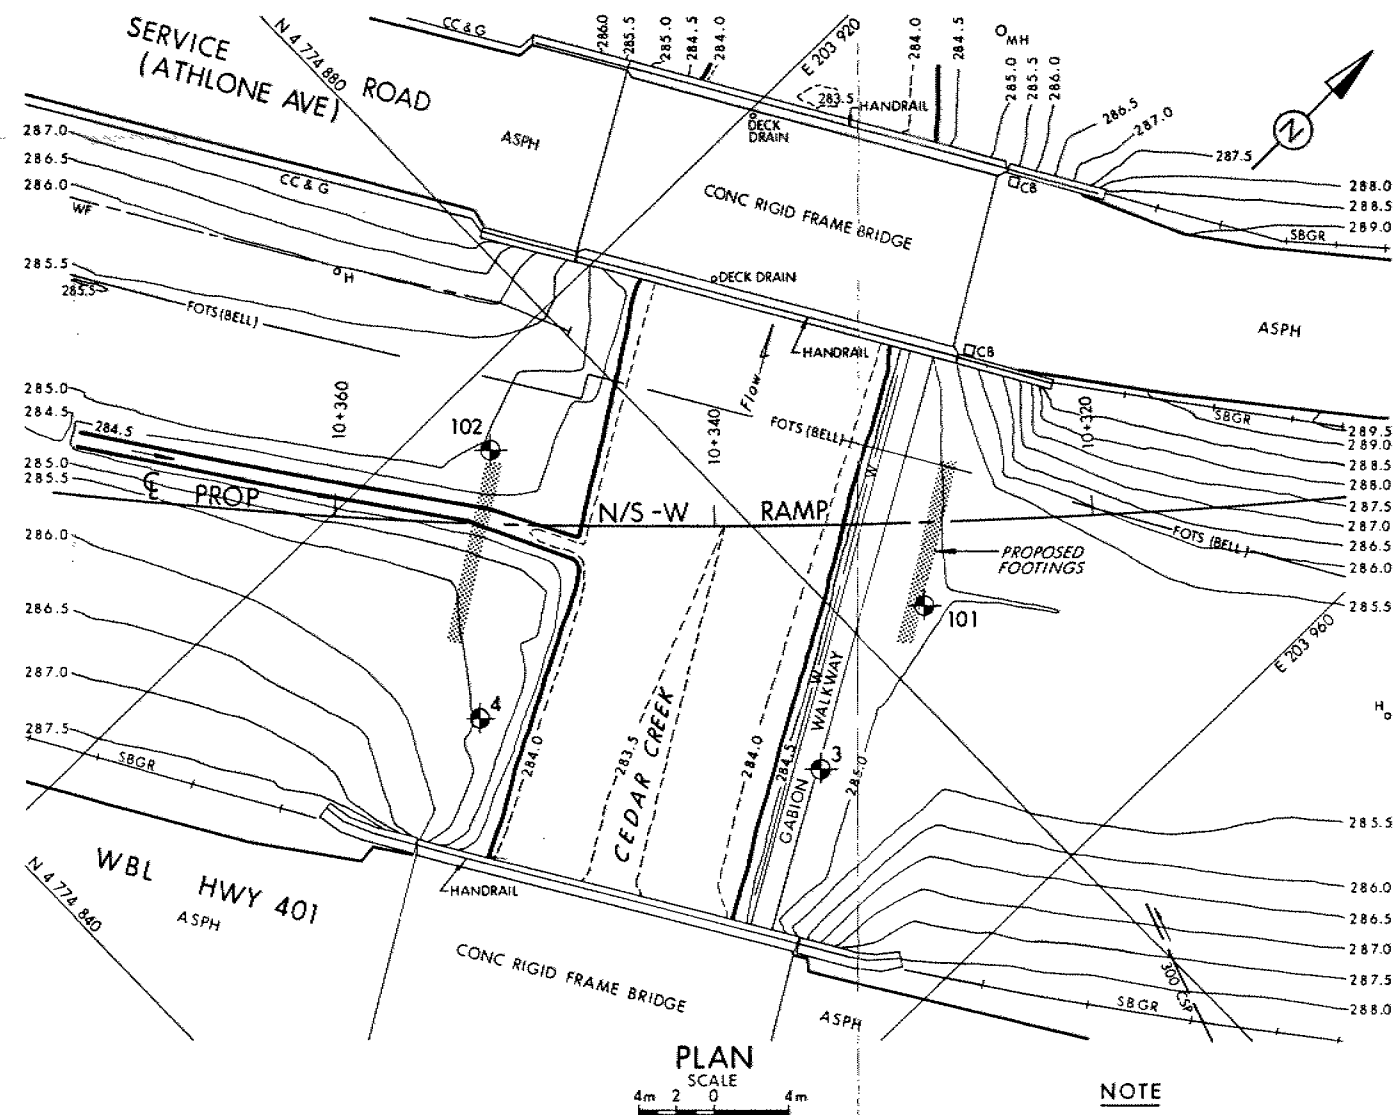 SERVICE ROAD
(ATHLONE AVE)
N 4 774 880
CC & G
286.0
285.5
285.0
284.5
284.0
E 203 920
283.5
HANDRAIL
284.0
284.5
MH
285.0
285.5
286.0
286.5
287.0
287.5
288.0
288.5
289.0
SBGR
N
DECK
DRAIN
ASPH
CB
287.0
286.5
286.0
CC & G
WF
H
CONC RIGID FRAME BRIDGE
285.5
285.5
FOTS (BELL)
DECK DRAIN
HANDRAIL
CB
ASPH
Flow
285.0
284.5
284.5
285.0
285.5
10+360
102
10+340
FOTS (BELL)
W
10+320
SBGR
289.5
289.0
288.5
288.0
287.5
287.0
286.5
286.0
285.5
℄ PROP N/S-W RAMP
FOTS (BELL)
PROPOSED
FOOTINGS
101
E 203 960
286.0
286.5
287.0
287.5
SBGR
4
284.0
283.5
CEDAR CREEK
284.0
284.5
W
GABION WALKWAY
3
285.0
H
285.5
286.0
286.5
287.0
287.5
288.0
300 CSP
SBGR
N 4 774 840
WBL HWY 401
ASPH
HANDRAIL
CONC RIGID FRAME BRIDGE
ASPH
PLAN
SCALE
4m 2 0 4m
NOTE